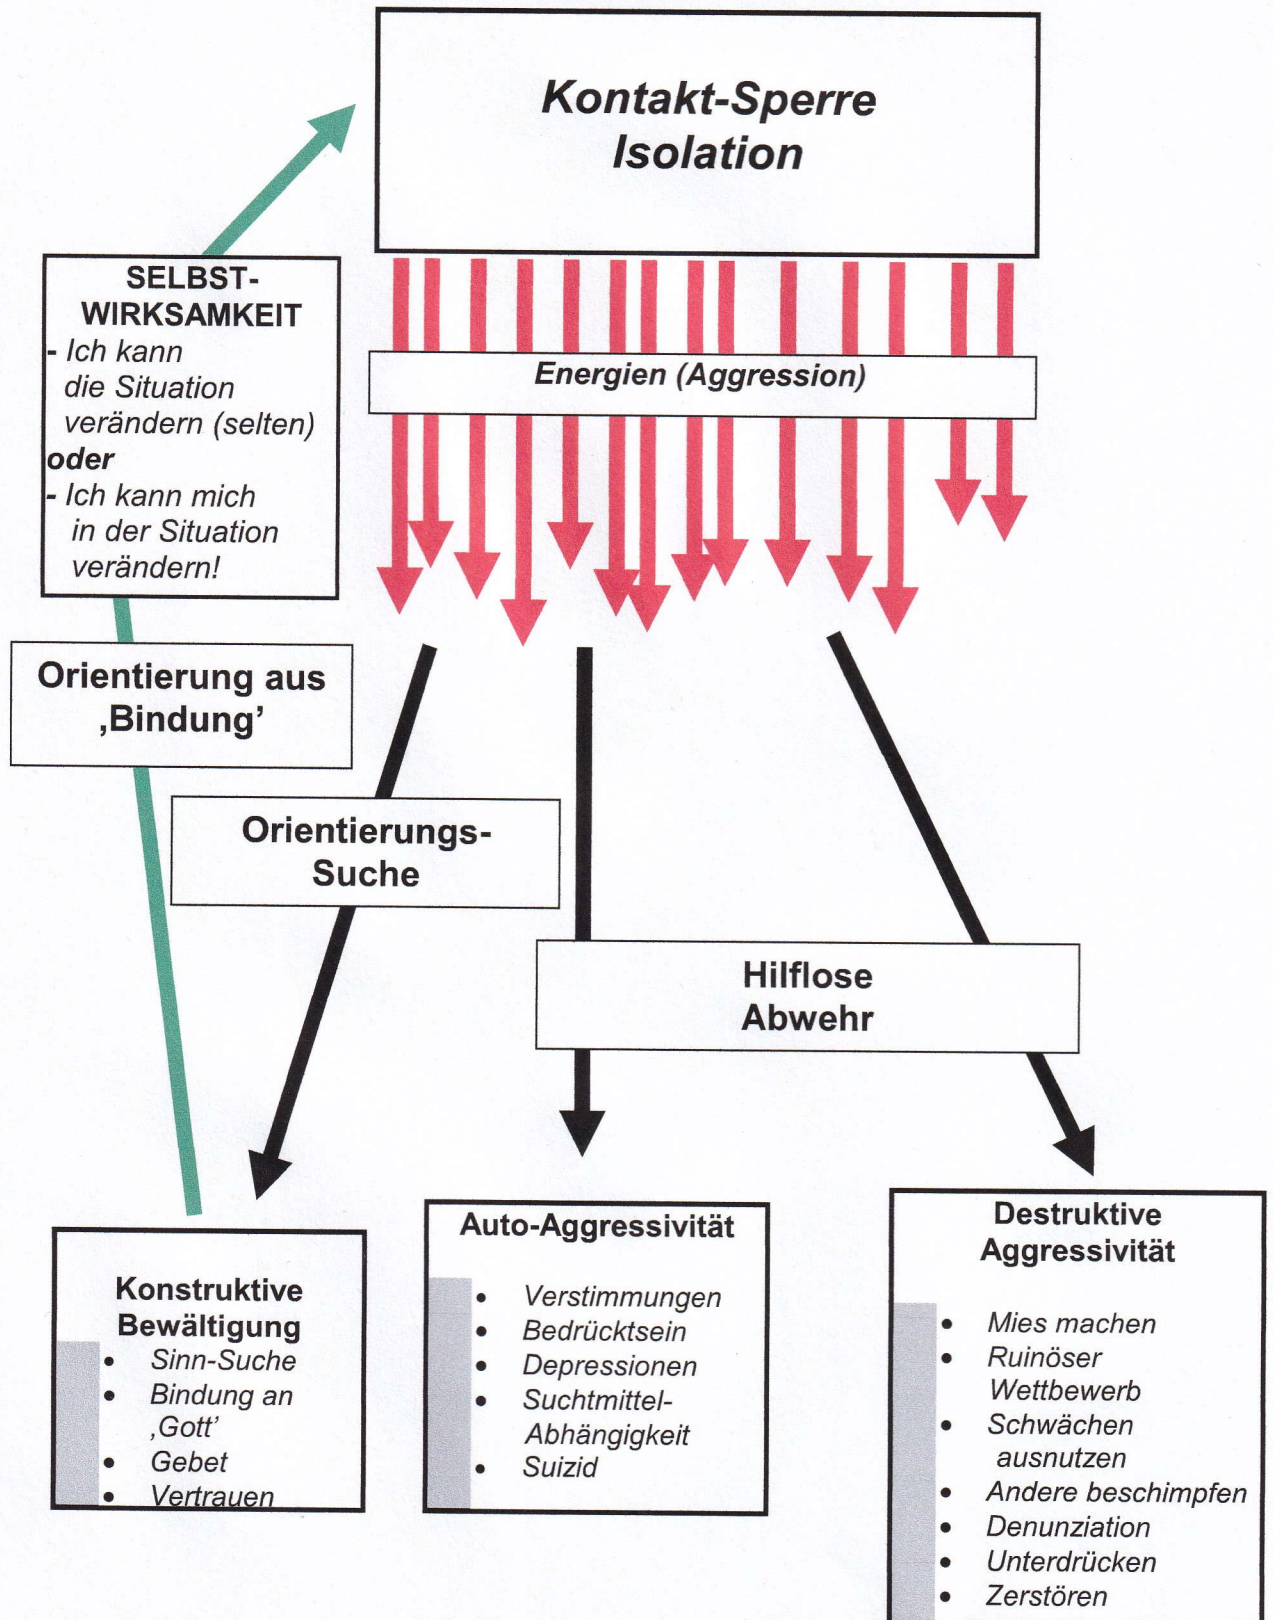 Kontakt-Sperre
Isolation
SELBST-
WIRKSAMKEIT
- Ich kann
die Situation
verändern (selten)
oder
- Ich kann mich
in der Situation
verändern!
Energien (Aggression)
Orientierung aus
‚Bindung’
Orientierungs-
Suche
Hilflose
Abwehr
Konstruktive
Bewältigung
• Sinn-Suche
• Bindung an
‚Gott’
• Gebet
• Vertrauen
Auto-Aggressivität
• Verstimmungen
• Bedrücktsein
• Depressionen
• Suchtmittel-
Abhängigkeit
• Suizid
Destruktive
Aggressivität
• Mies machen
• Ruinöser
Wettbewerb
• Schwächen
ausnutzen
• Andere beschimpfen
• Denunziation
• Unterdrücken
• Zerstören